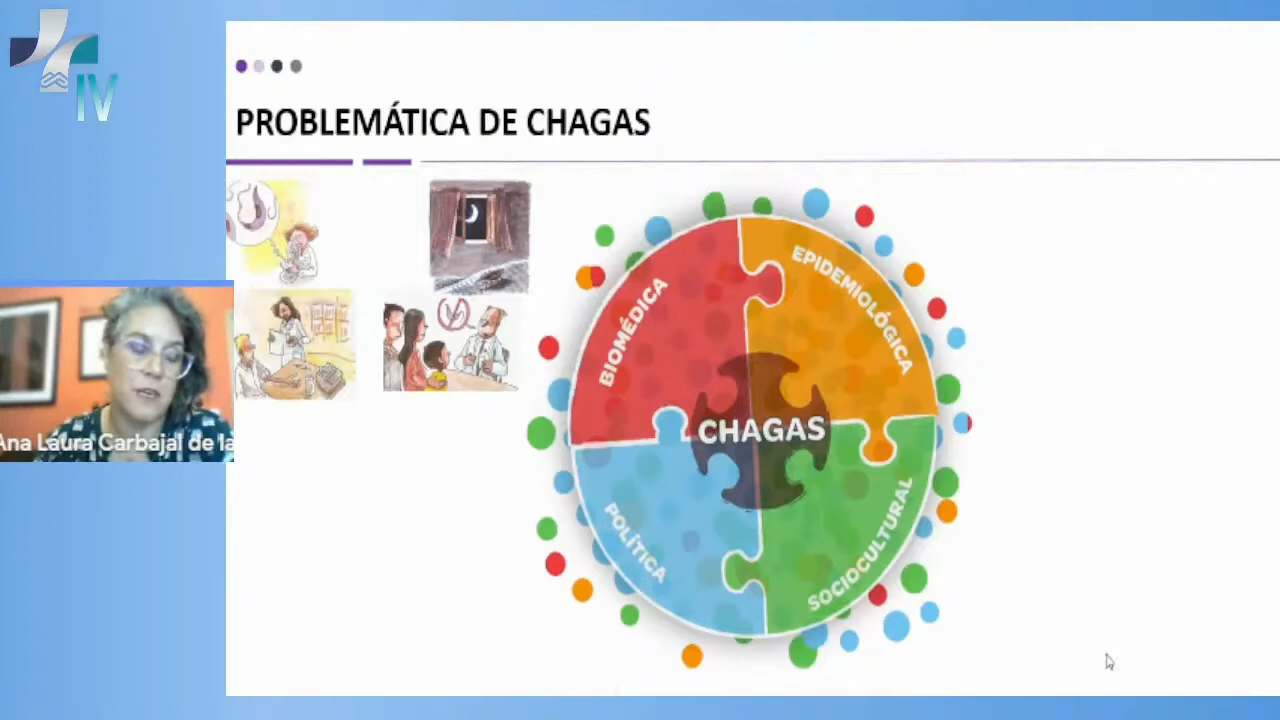 IV
PROBLEMÁTICA DE CHAGAS
BIOMÉDICA
EPIDEMIOLÓGICA
CHAGAS
POLÍTICA
SOCIOCULTURAL
Ana Laura Carbajal de la